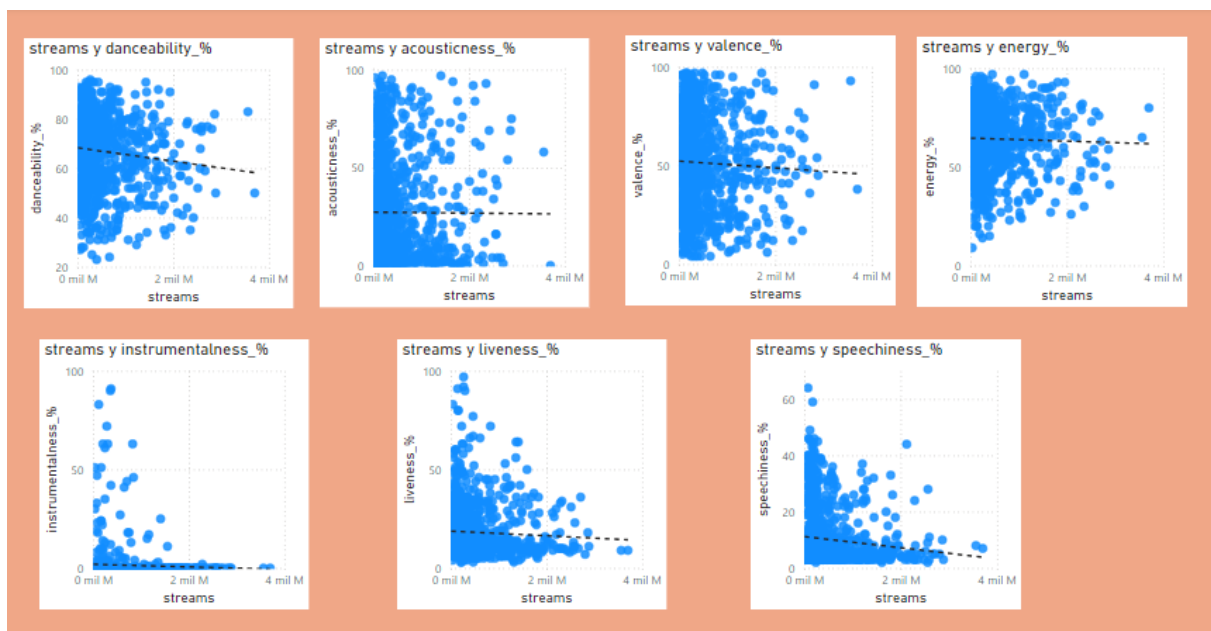 streams y danceability_%
100
80
60
40
20
danceability_%
0 mil M 2 mil M 4 mil M
streams
streams y acousticness_%
100
50
0
acousticness_%
0 mil M 2 mil M 4 mil M
streams
streams y valence_%
100
50
0
valence_%
0 mil M 2 mil M 4 mil M
streams
streams y energy_%
100
50
0
energy_%
0 mil M 2 mil M 4 mil M
streams
streams y instrumentalness_%
100
50
0
instrumentalness_%
0 mil M 2 mil M 4 mil M
streams
streams y liveness_%
100
50
0
liveness_%
0 mil M 2 mil M 4 mil M
streams
streams y speechiness_%
60
40
20
0
speechiness_%
0 mil M 2 mil M 4 mil M
streams